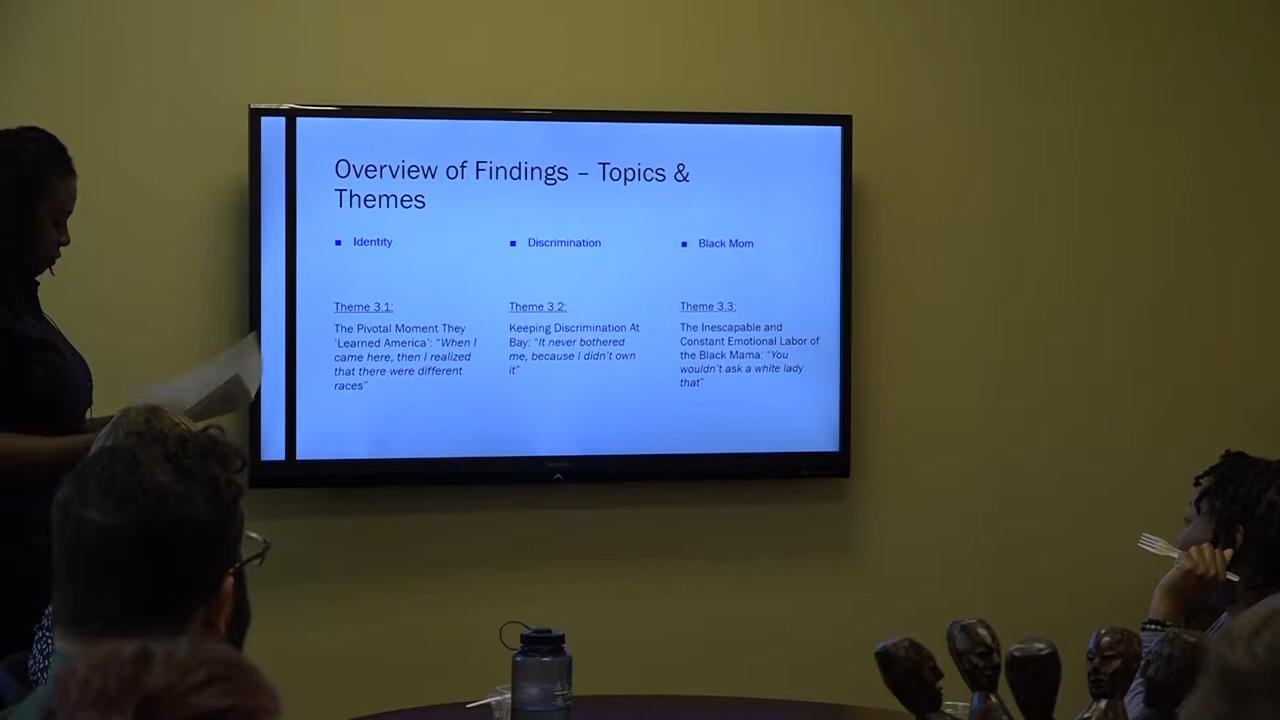 Overview of Findings – Topics &
Themes
▪ Identity
▪ Discrimination
▪ Black Mom
Theme 3.1:
The Pivotal Moment They
'Learned America': "When I
came here, then I realized
that there were different
races"
Theme 3.2:
Keeping Discrimination At
Bay: "It never bothered
me, because I didn't own
it"
Theme 3.3:
The Inescapable and
Constant Emotional Labor of
the Black Mama: "You
wouldn't ask a white lady
that"